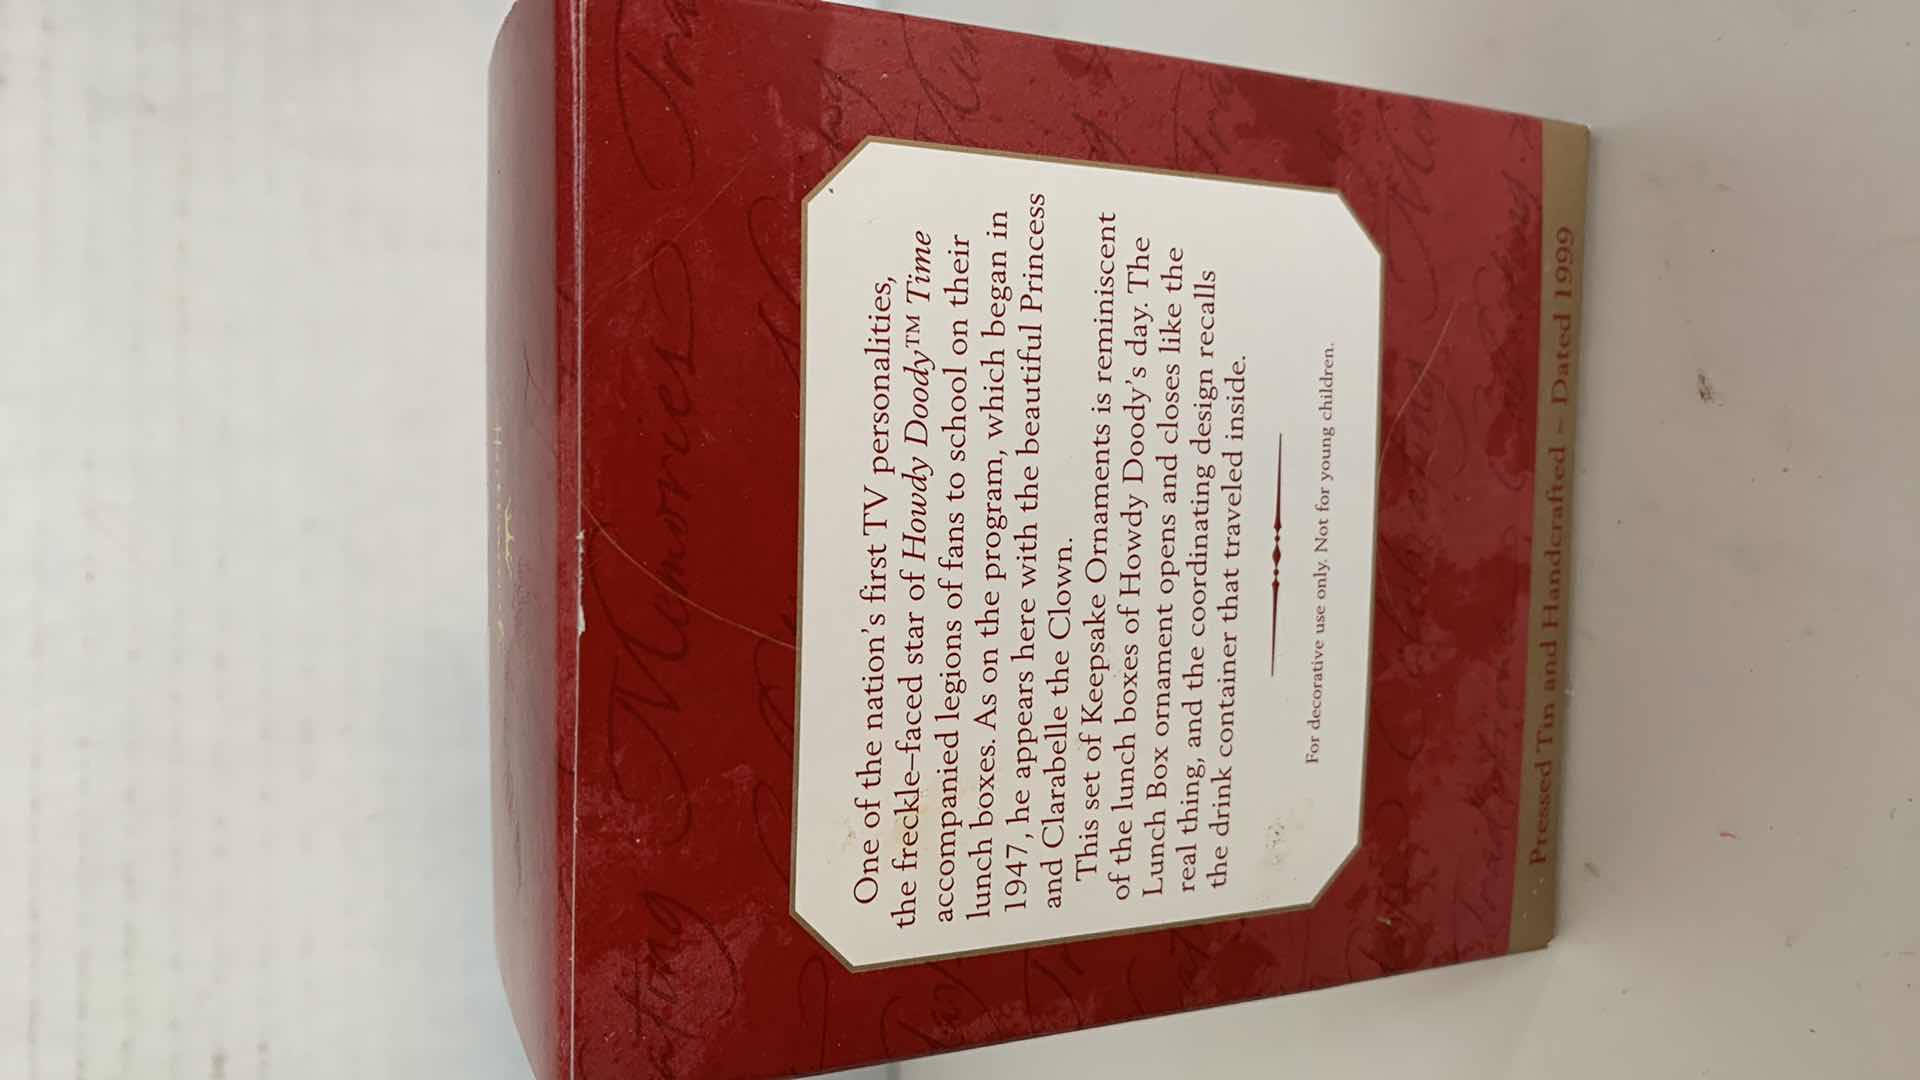 Memories
One of the nation's first TV personalities,
the freckle–faced star of Howdy Doody™ Time
accompanied legions of fans to school on their
lunch boxes. As on the program, which began in
1947, he appears here with the beautiful Princess
and Clarabelle the Clown.
This set of Keepsake Ornaments is reminiscent
of the lunch boxes of Howdy Doody's day. The
Lunch Box ornament opens and closes like the
real thing, and the coordinating design recalls
the drink container that traveled inside.
For decorative use only. Not for young children.
Pressed Tin and Handcrafted ~ Dated 1999